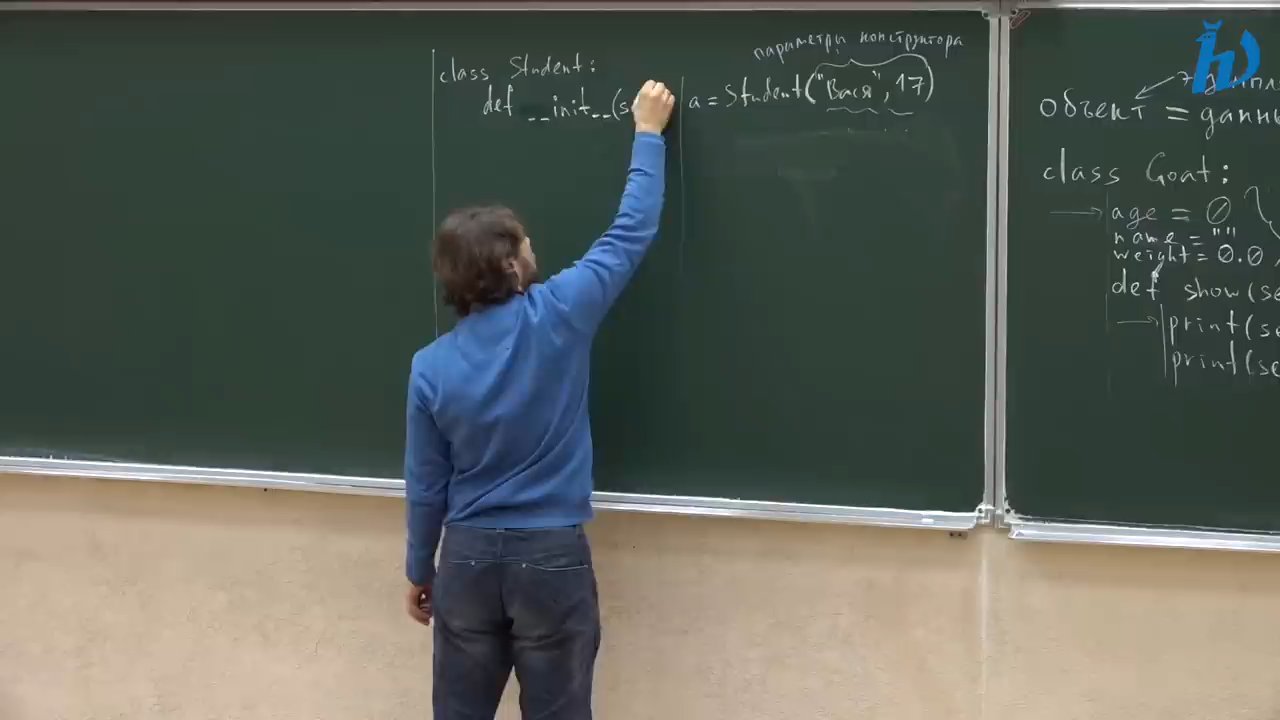 class Student:
def __init__(s
параметры конструктора
a = Student("Вася", 17)
объект = данн
class Goat:
age = 0
name = ""
weight = 0.0
def show(se
print(se
print(se